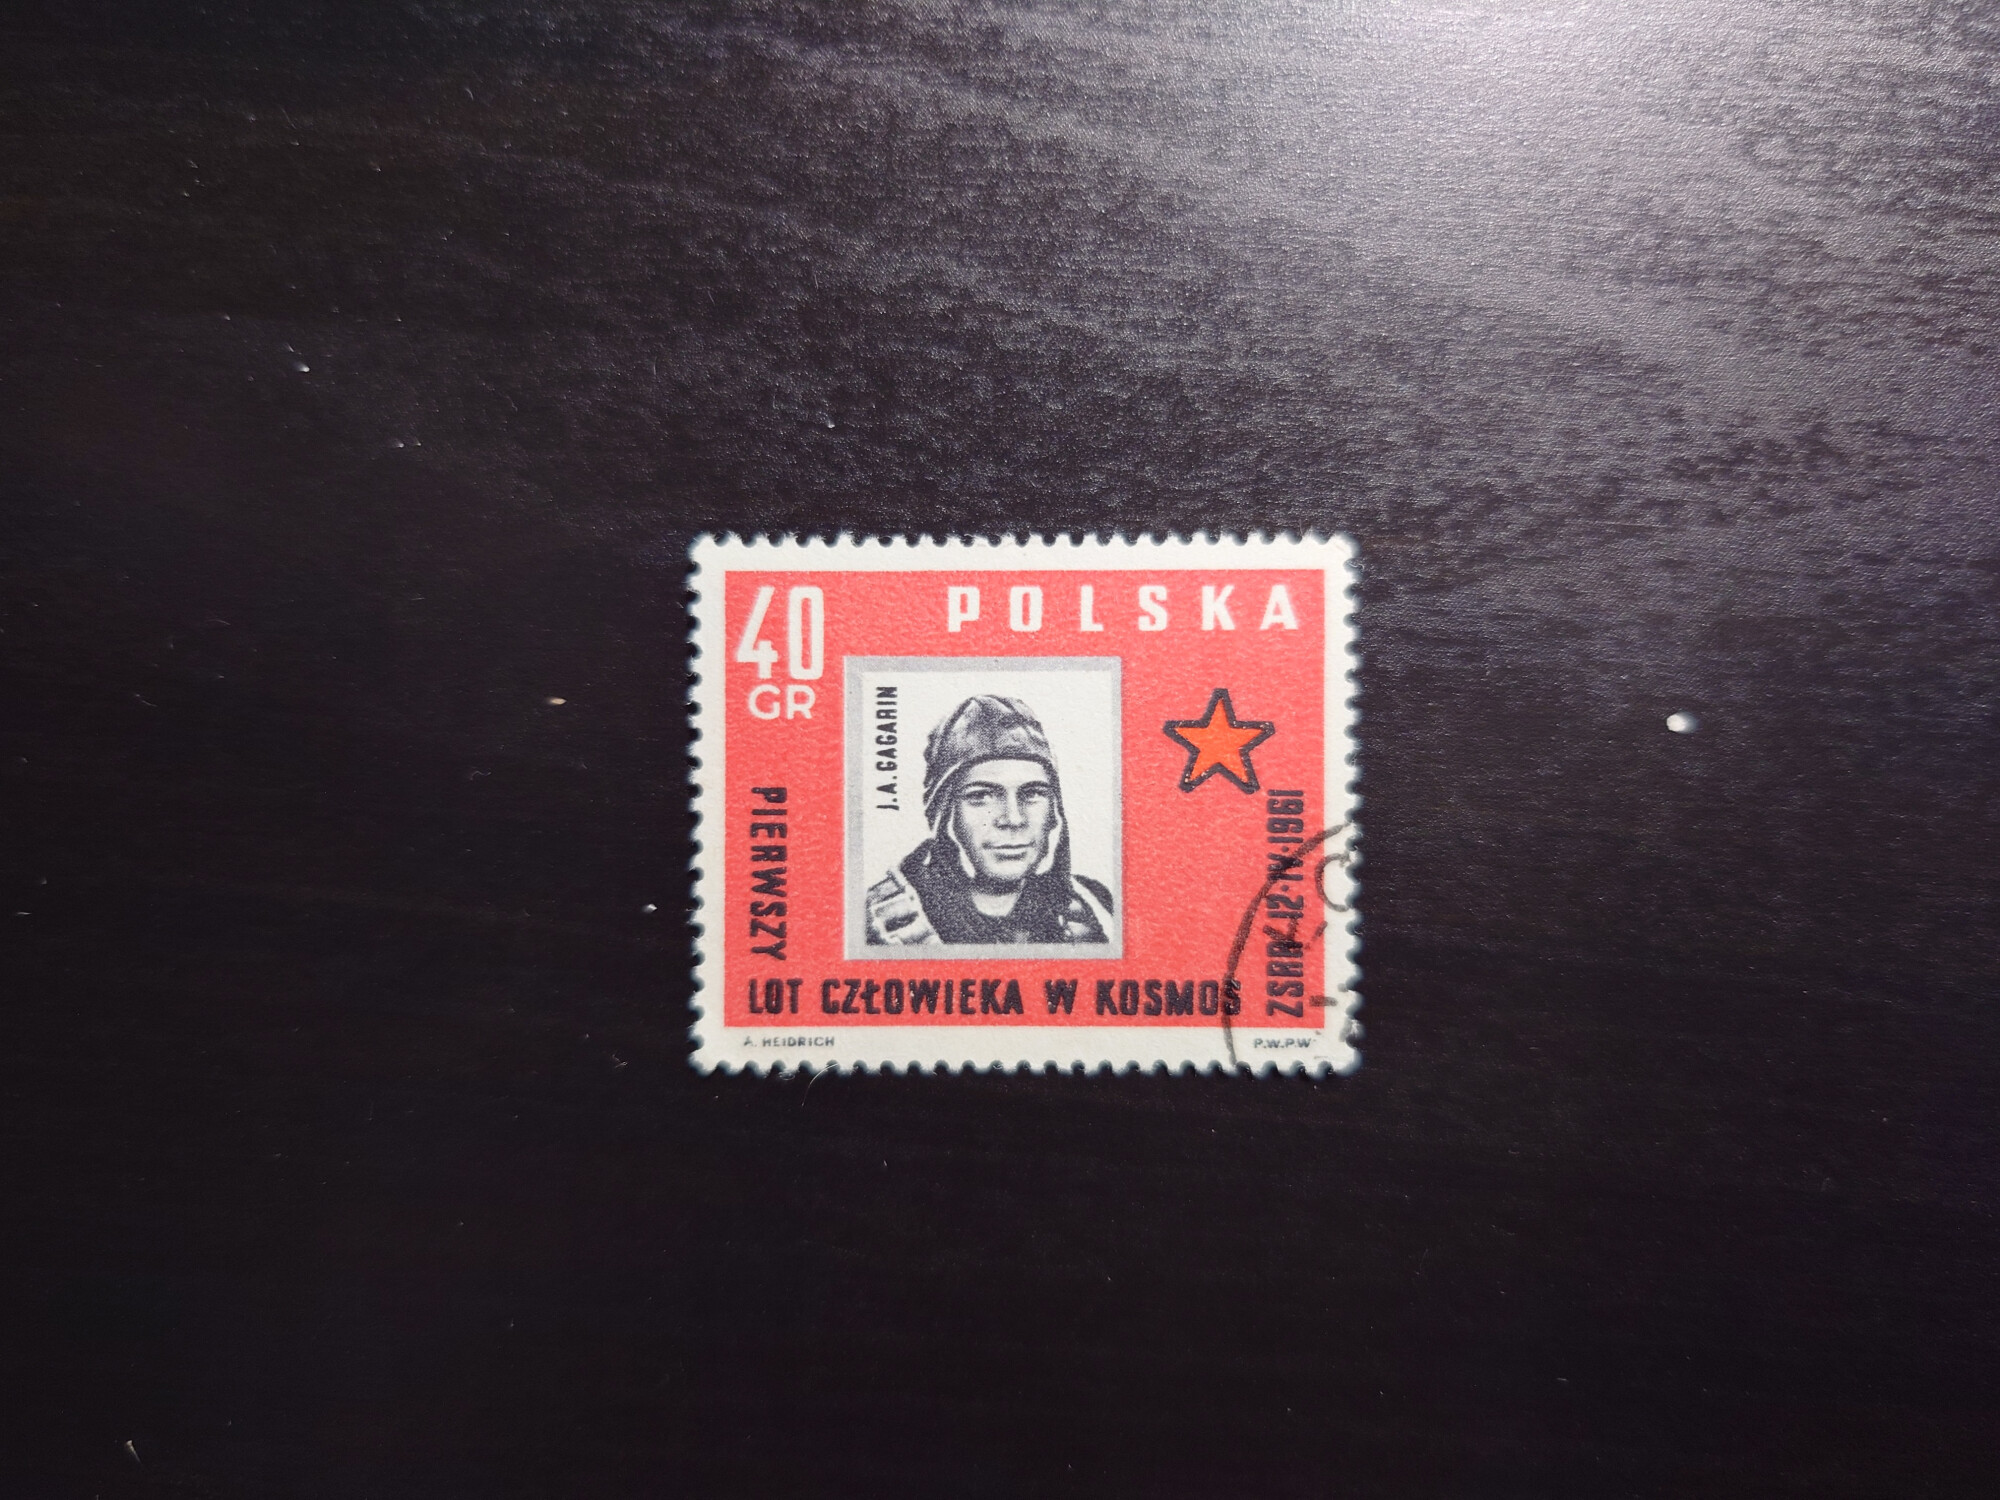 40
GR
POLSKA
J.A. GAGARIN
PIERWSZY
LOT CZŁOWIEKA W KOSMOS
ZSRR 12·IV·1961
A. HEIDRICH
P.W.P.W.